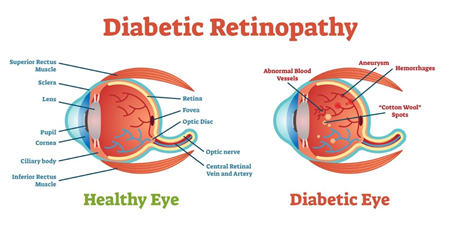 Diabetic Retinopathy
Superior Rectus
Muscle
Sclera
Lens
Pupil
Cornea
Ciliary body
Inferior Rectus
Muscle
Retina
Fovea
Optic Disc
Optic nerve
Central Retinal
Vein and Artery
Healthy Eye
Abnormal Blood
Vessels
Aneurysm
Hemorrhages
"Cotton Wool"
Spots
Diabetic Eye